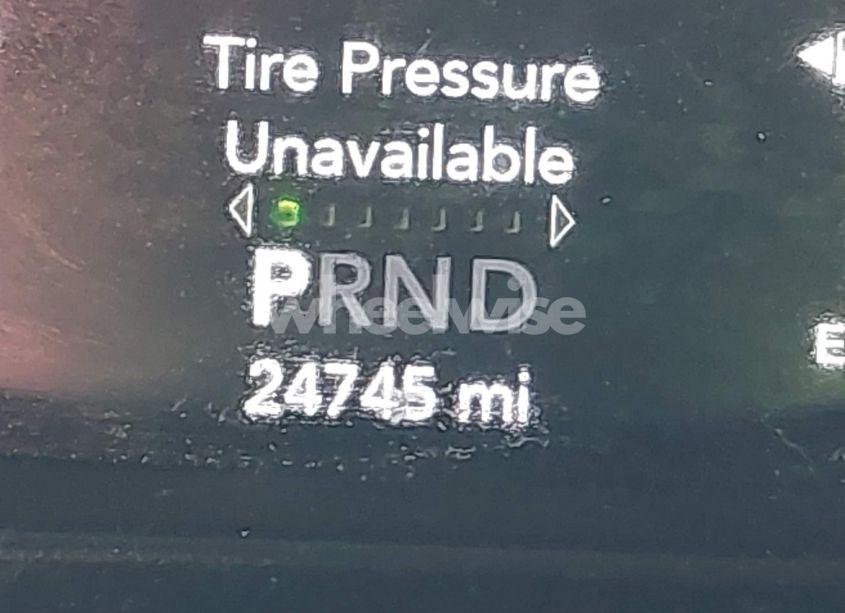 Tire Pressure
Unavailable
PRND
wheelwise
24745 mi
E